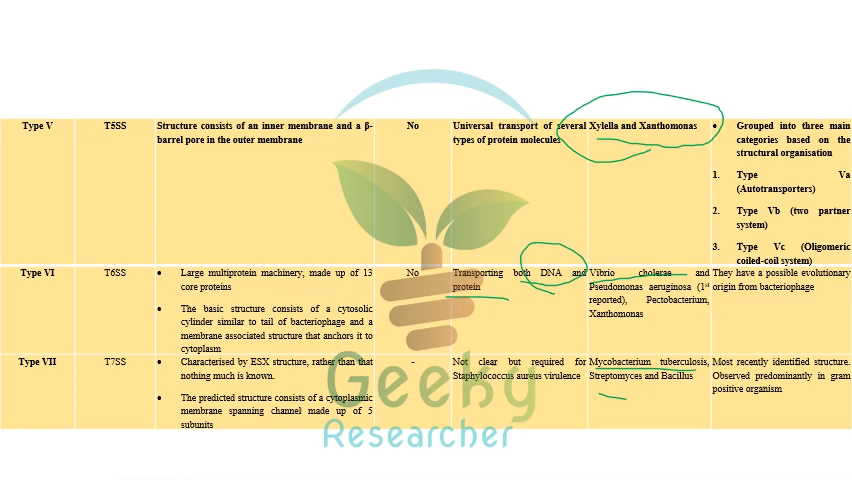 Type V
T5SS
Structure consists of an inner membrane and a β-
barrel pore in the outer membrane
No
Universal transport of several
types of protein molecules
Xylella and Xanthomonas
• Grouped into three main
categories based on the
structural organisation
1. Type Va
(Autotransporters)
2. Type Vb (two partner
system)
3. Type Vc (Oligomeric
coiled-coil system)
Type VI
T6SS
• Large multiprotein machinery, made up of 13
core proteins
• The basic structure consists of a cytosolic
cylinder similar to tail of bacteriophage and a
membrane associated structure that anchors it to
cytoplasm
No
Transporting both DNA and
protein
Vibrio cholerae and
Pseudomonas aeruginosa (1st
reported), Pectobacterium,
Xanthomonas
They have a possible evolutionary
origin from bacteriophage
Type VII
T7SS
• Characterised by ESX structure, rather than that
nothing much is known.
• The predicted structure consists of a cytoplasmic
membrane spanning channel made up of 5
subunits
-
Not clear but required for
Staphylococcus aureus virulence
Mycobacterium tuberculosis,
Streptomyces and Bacillus
Most recently identified structure.
Observed predominantly in gram
positive organism
Geeky
Researcher